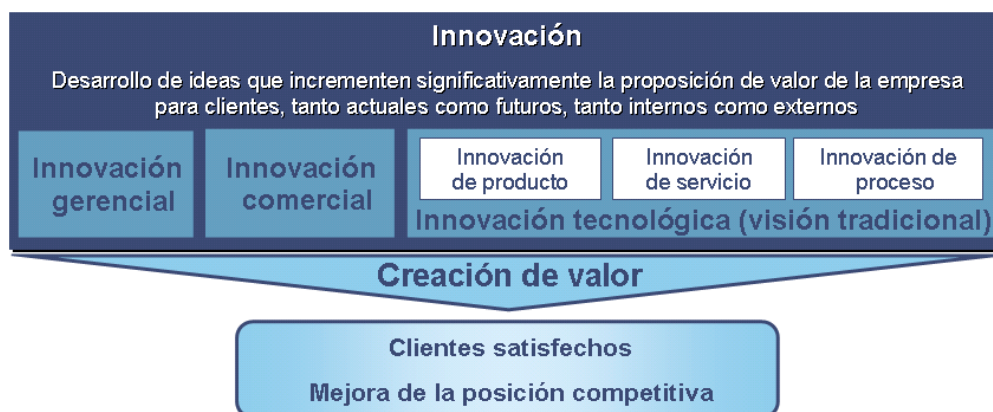 Innovación
Desarrollo de ideas que incrementen significativamente la proposición de valor de la empresa
para clientes, tanto actuales como futuros, tanto internos como externos
Innovación
gerencial
Innovación
comercial
Innovación
de producto
Innovación
de servicio
Innovación de
proceso
Innovación tecnológica (visión tradicional)
Creación de valor
Clientes satisfechos
Mejora de la posición competitiva